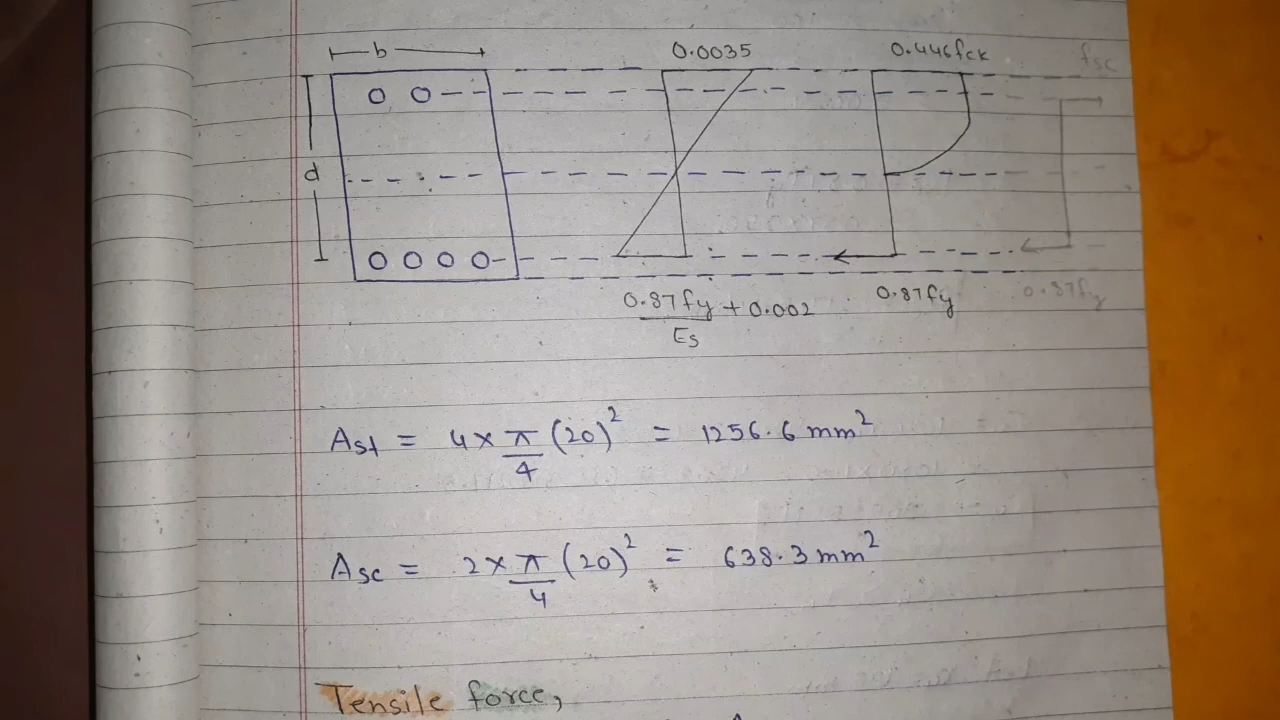 b 0.0035 0.446fck fsc
d
0.87fy/Es + 0.002 0.87fy 0.87fy
Ast = 4 × π/4 (20)² = 1256.6 mm²
Asc = 2 × π/4 (20)² = 638.3 mm²
Tensile force,